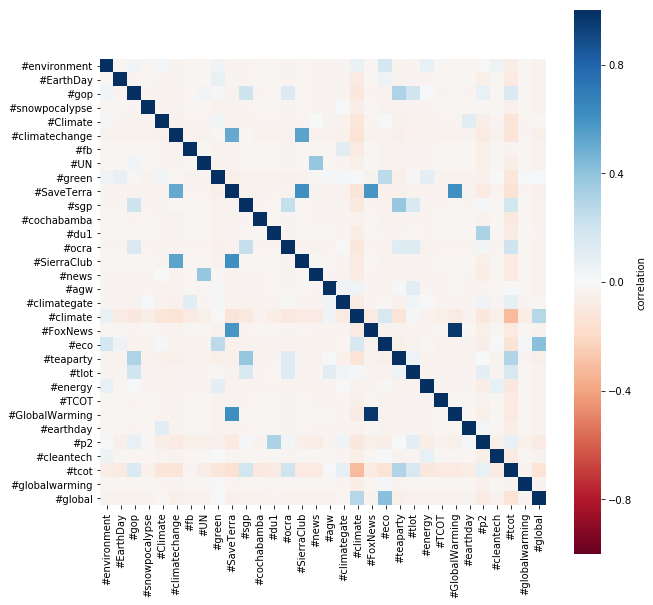 #environment
#EarthDay
#gop
#snowpocalypse
#Climate
#climatechange
#fb
#UN
#green
#SaveTerra
#sgp
#cochabamba
#du1
#ocra
#SierraClub
#news
#agw
#climategate
#climate
#FoxNews
#eco
#teaparty
#tlot
#energy
#TCOT
#GlobalWarming
#earthday
#p2
#cleantech
#tcot
#globalwarming
#global
#environment
#EarthDay
#gop
#snowpocalypse
#Climate
#climatechange
#fb
#UN
#green
#SaveTerra
#sgp
#cochabamba
#du1
#ocra
#SierraClub
#news
#agw
#climategate
#climate
#FoxNews
#eco
#teaparty
#tlot
#energy
#TCOT
#GlobalWarming
#earthday
#p2
#cleantech
#tcot
#globalwarming
#global
0.8
0.4
0.0
−0.4
−0.8
correlation